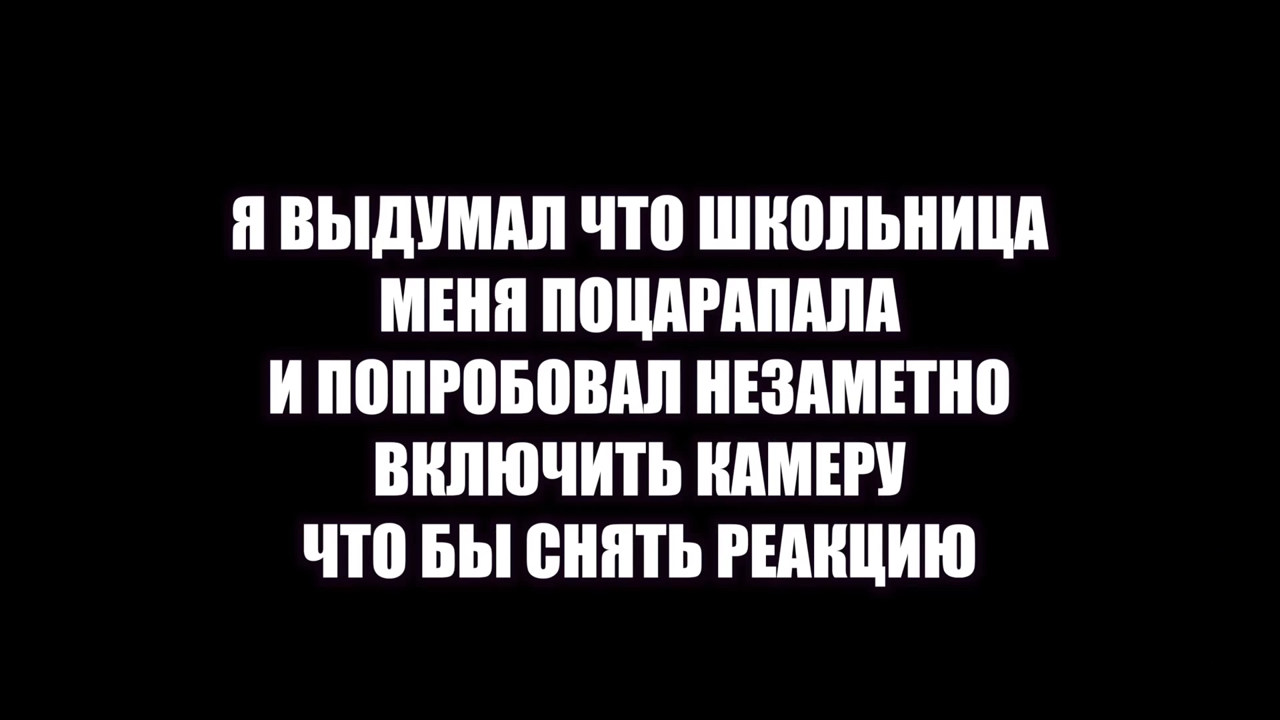 Я ВЫДУМАЛ ЧТО ШКОЛЬНИЦА
МЕНЯ ПОЦАРАПАЛА
И ПОПРОБОВАЛ НЕЗАМЕТНО
ВКЛЮЧИТЬ КАМЕРУ
ЧТО БЫ СНЯТЬ РЕАКЦИЮ